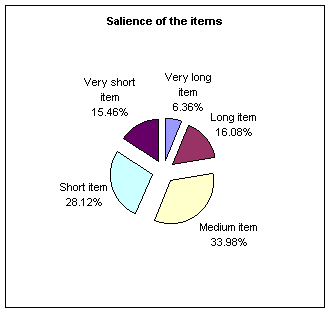 Salience of the items
Very long
item
6.36%
Long item
16.08%
Medium item
33.98%
Short item
28.12%
Very short
item
15.46%